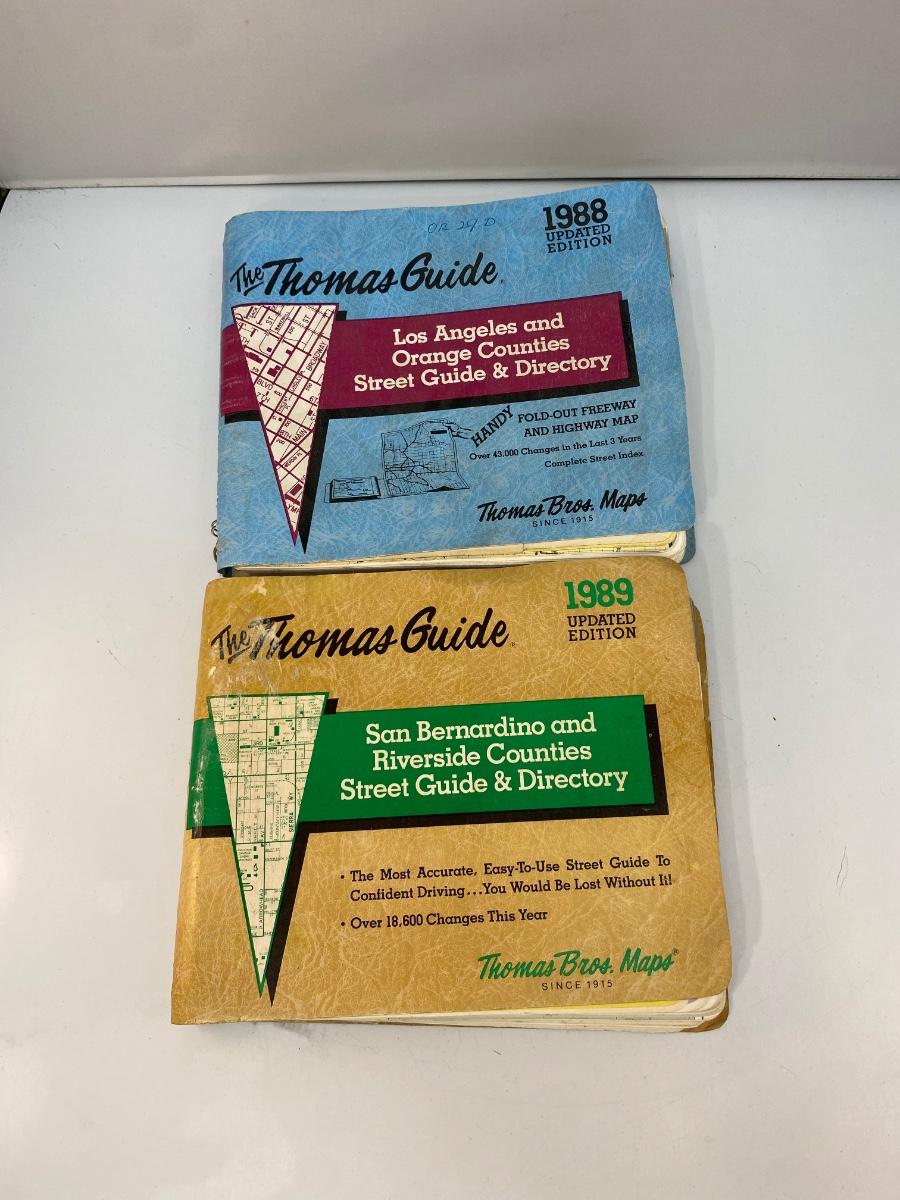 OR 24 D
1988
UPDATED
EDITION
The Thomas Guide®
Los Angeles and
Orange Counties
Street Guide & Directory
BROADWAY
BLVD
MAIN
HANDY FOLD-OUT FREEWAY
AND HIGHWAY MAP
Over 43,000 Changes in the Last 3 Years
Complete Street Index
Thomas Bros. Maps
SINCE 1915
1989
UPDATED
EDITION
The Thomas Guide®
San Bernardino and
Riverside Counties
Street Guide & Directory
SIERRA
• The Most Accurate, Easy-To-Use Street Guide To
Confident Driving...You Would Be Lost Without It!
• Over 18,600 Changes This Year
Thomas Bros. Maps®
SINCE 1915